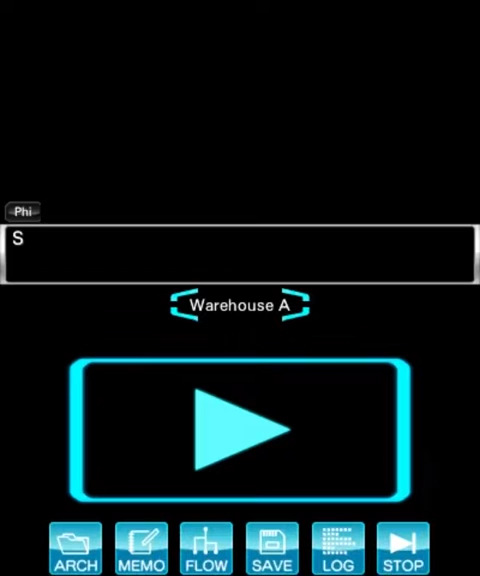 Phi
S
Warehouse A
ARCH
MEMO
FLOW
SAVE
LOG
STOP